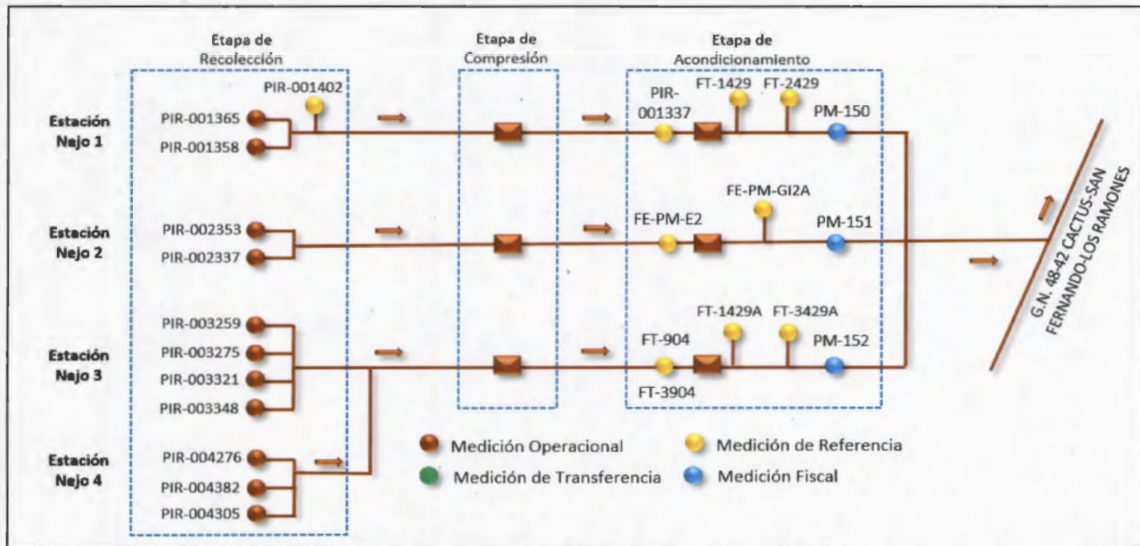 Etapa de
Recolección
Etapa de
Compresión
Etapa de
Acondicionamiento
PIR-001402
PIR-
001337
FT-1429
FT-2429
PM-150
Estación
Nejo 1
PIR-001365
PIR-001358
FE-PM-GI2A
Estación
Nejo 2
PIR-002353
PIR-002337
FE-PM-E2
PM-151
Estación
Nejo 3
PIR-003259
PIR-003275
PIR-003321
PIR-003348
FT-1429A
FT-3429A
FT-904
FT-3904
PM-152
Estación
Nejo 4
PIR-004276
PIR-004382
PIR-004305
Medición Operacional
Medición de Referencia
Medición de Transferencia
Medición Fiscal
G.N. 48-42 CACTUS-SAN
FERNANDO-LOS RAMONES